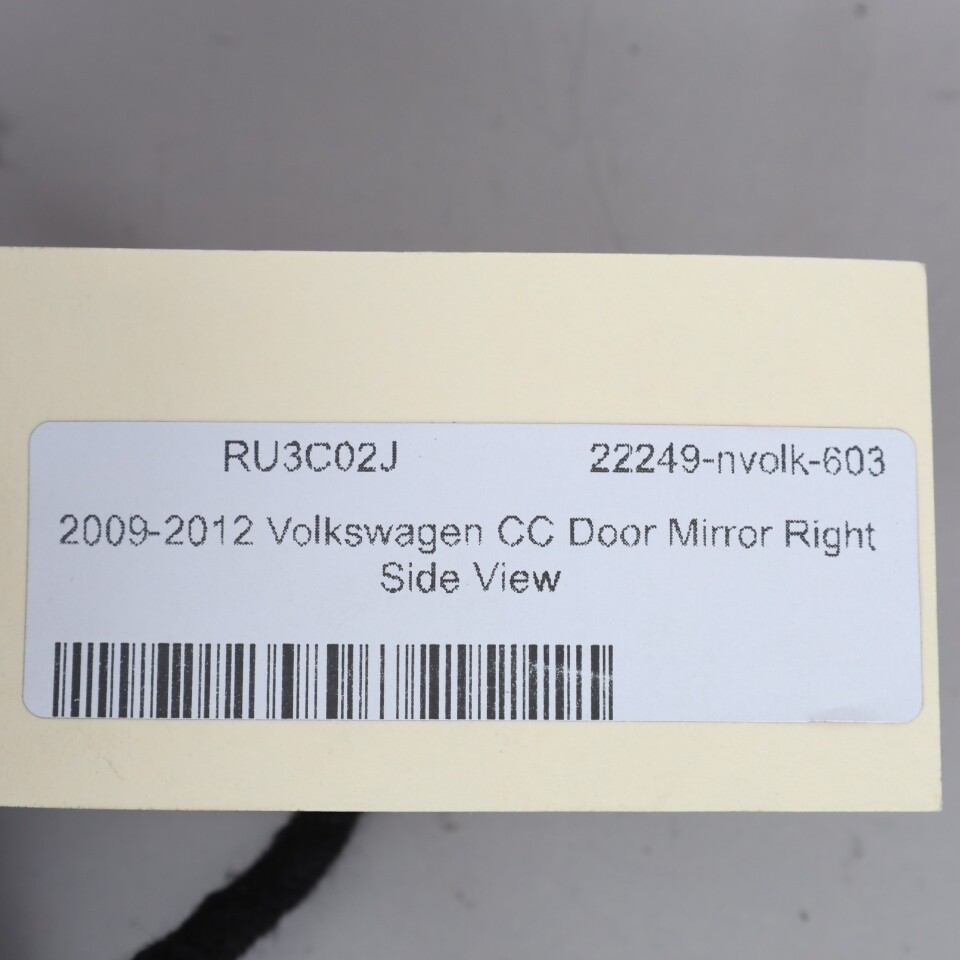 RU3C02J 22249-nvolk-603
2009-2012 Volkswagen CC Door Mirror Right
Side View